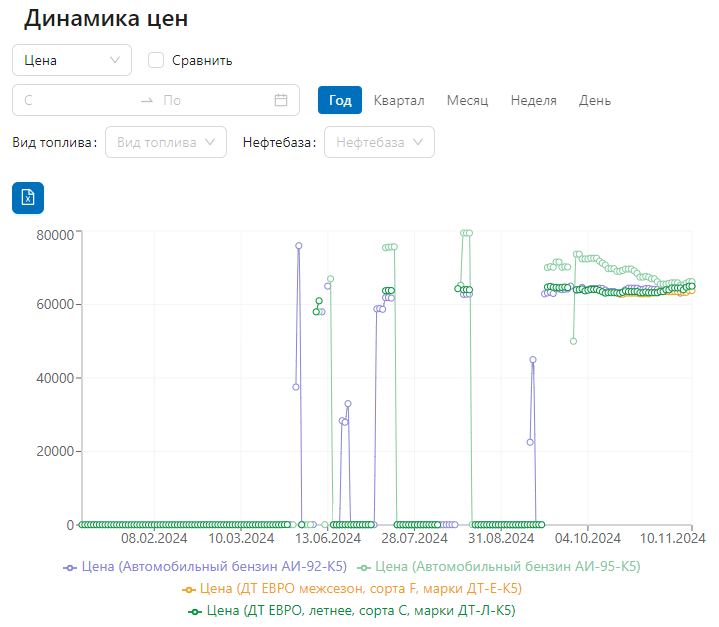 Динамика цен
Цена Сравнить
С По Год Квартал Месяц Неделя День
Вид топлива: Вид топлива Нефтебаза: Нефтебаза
80000
60000
40000
20000
0
08.02.2024 10.03.2024 13.06.2024 28.07.2024 31.08.2024 04.10.2024 10.11.2024
Цена (Автомобильный бензин АИ-92-К5) Цена (Автомобильный бензин АИ-95-К5)
Цена (ДТ ЕВРО межсезон, сорта F, марки ДТ-Е-К5)
Цена (ДТ ЕВРО, летнее, сорта С, марки ДТ-Л-К5)